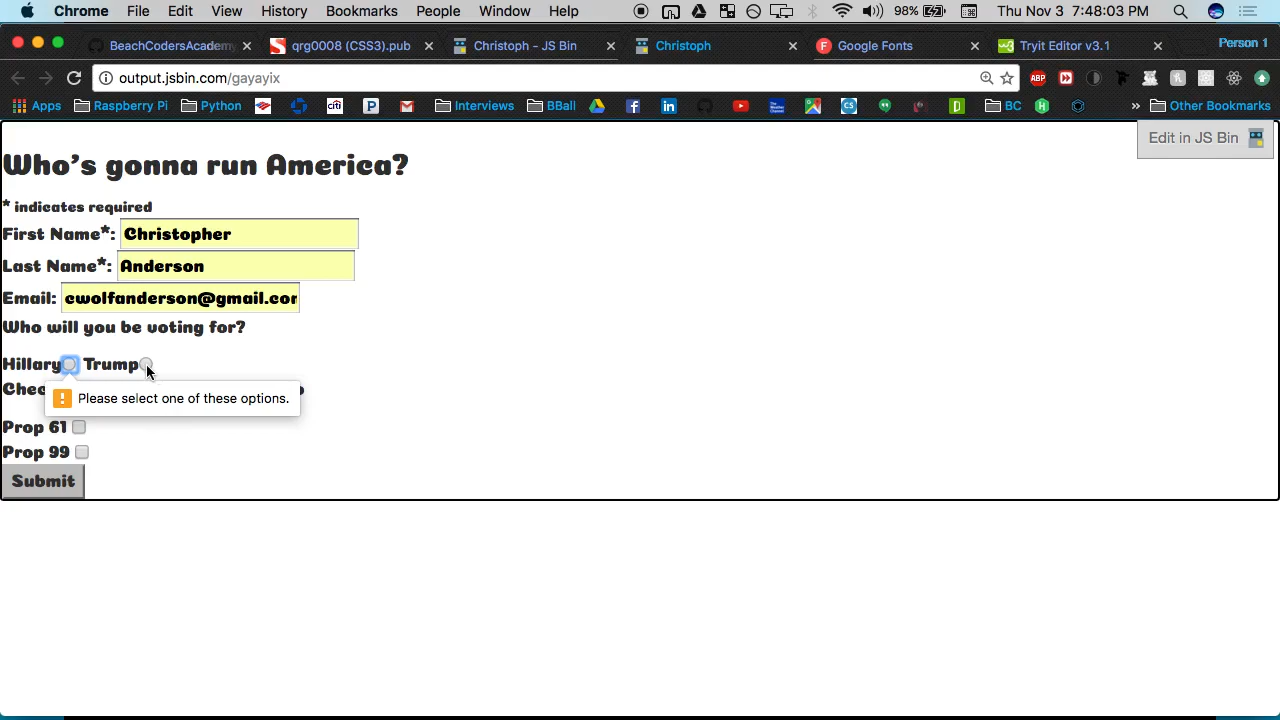 Chrome File Edit View History Bookmarks People Window Help 98% Thu Nov 3 7:48:03 PM
BeachCodersAcademy qrg0008 (CSS3).pub Christoph - JS Bin Christoph Google Fonts Tryit Editor v3.1 Person 1
output.jsbin.com/gayayix
Apps Raspberry Pi Python citi Interviews BBall BC » Other Bookmarks
Edit in JS Bin
Who's gonna run America?
* indicates required
First Name*: Christopher
Last Name*: Anderson
Email: cwolfanderson@gmail.com
Who will you be voting for?
Hillary Trump
Chec
Please select one of these options.
Prop 61
Prop 99
Submit